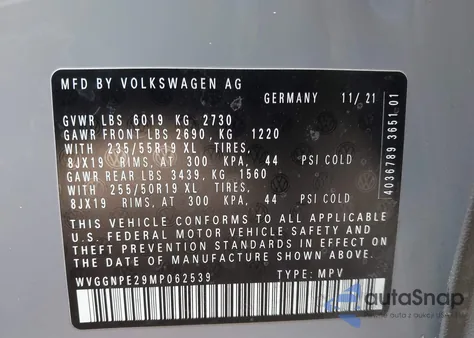 MFD BY VOLKSWAGEN AG
GERMANY 11/21
GVWR LBS 6019 KG 2730
GAWR FRONT LBS 2690, KG 1220
WITH 235/55R19 XL TIRES,
8JX19 RIMS, AT 300 KPA, 44 PSI COLD
GAWR REAR LBS 3439, KG 1560
WITH 255/50R19 XL TIRES,
8JX19 RIMS, AT 300 KPA, 44 PSI COLD
THIS VEHICLE CONFORMS TO ALL APPLICABLE
U.S. FEDERAL MOTOR VEHICLE SAFETY AND
THEFT PREVENTION STANDARDS IN EFFECT ON
THE DATE OF MANUFACTURE SHOWN ABOVE.
WVGGNPE29MP062539 TYPE: MPV
4036789 3651 01
autoSnap